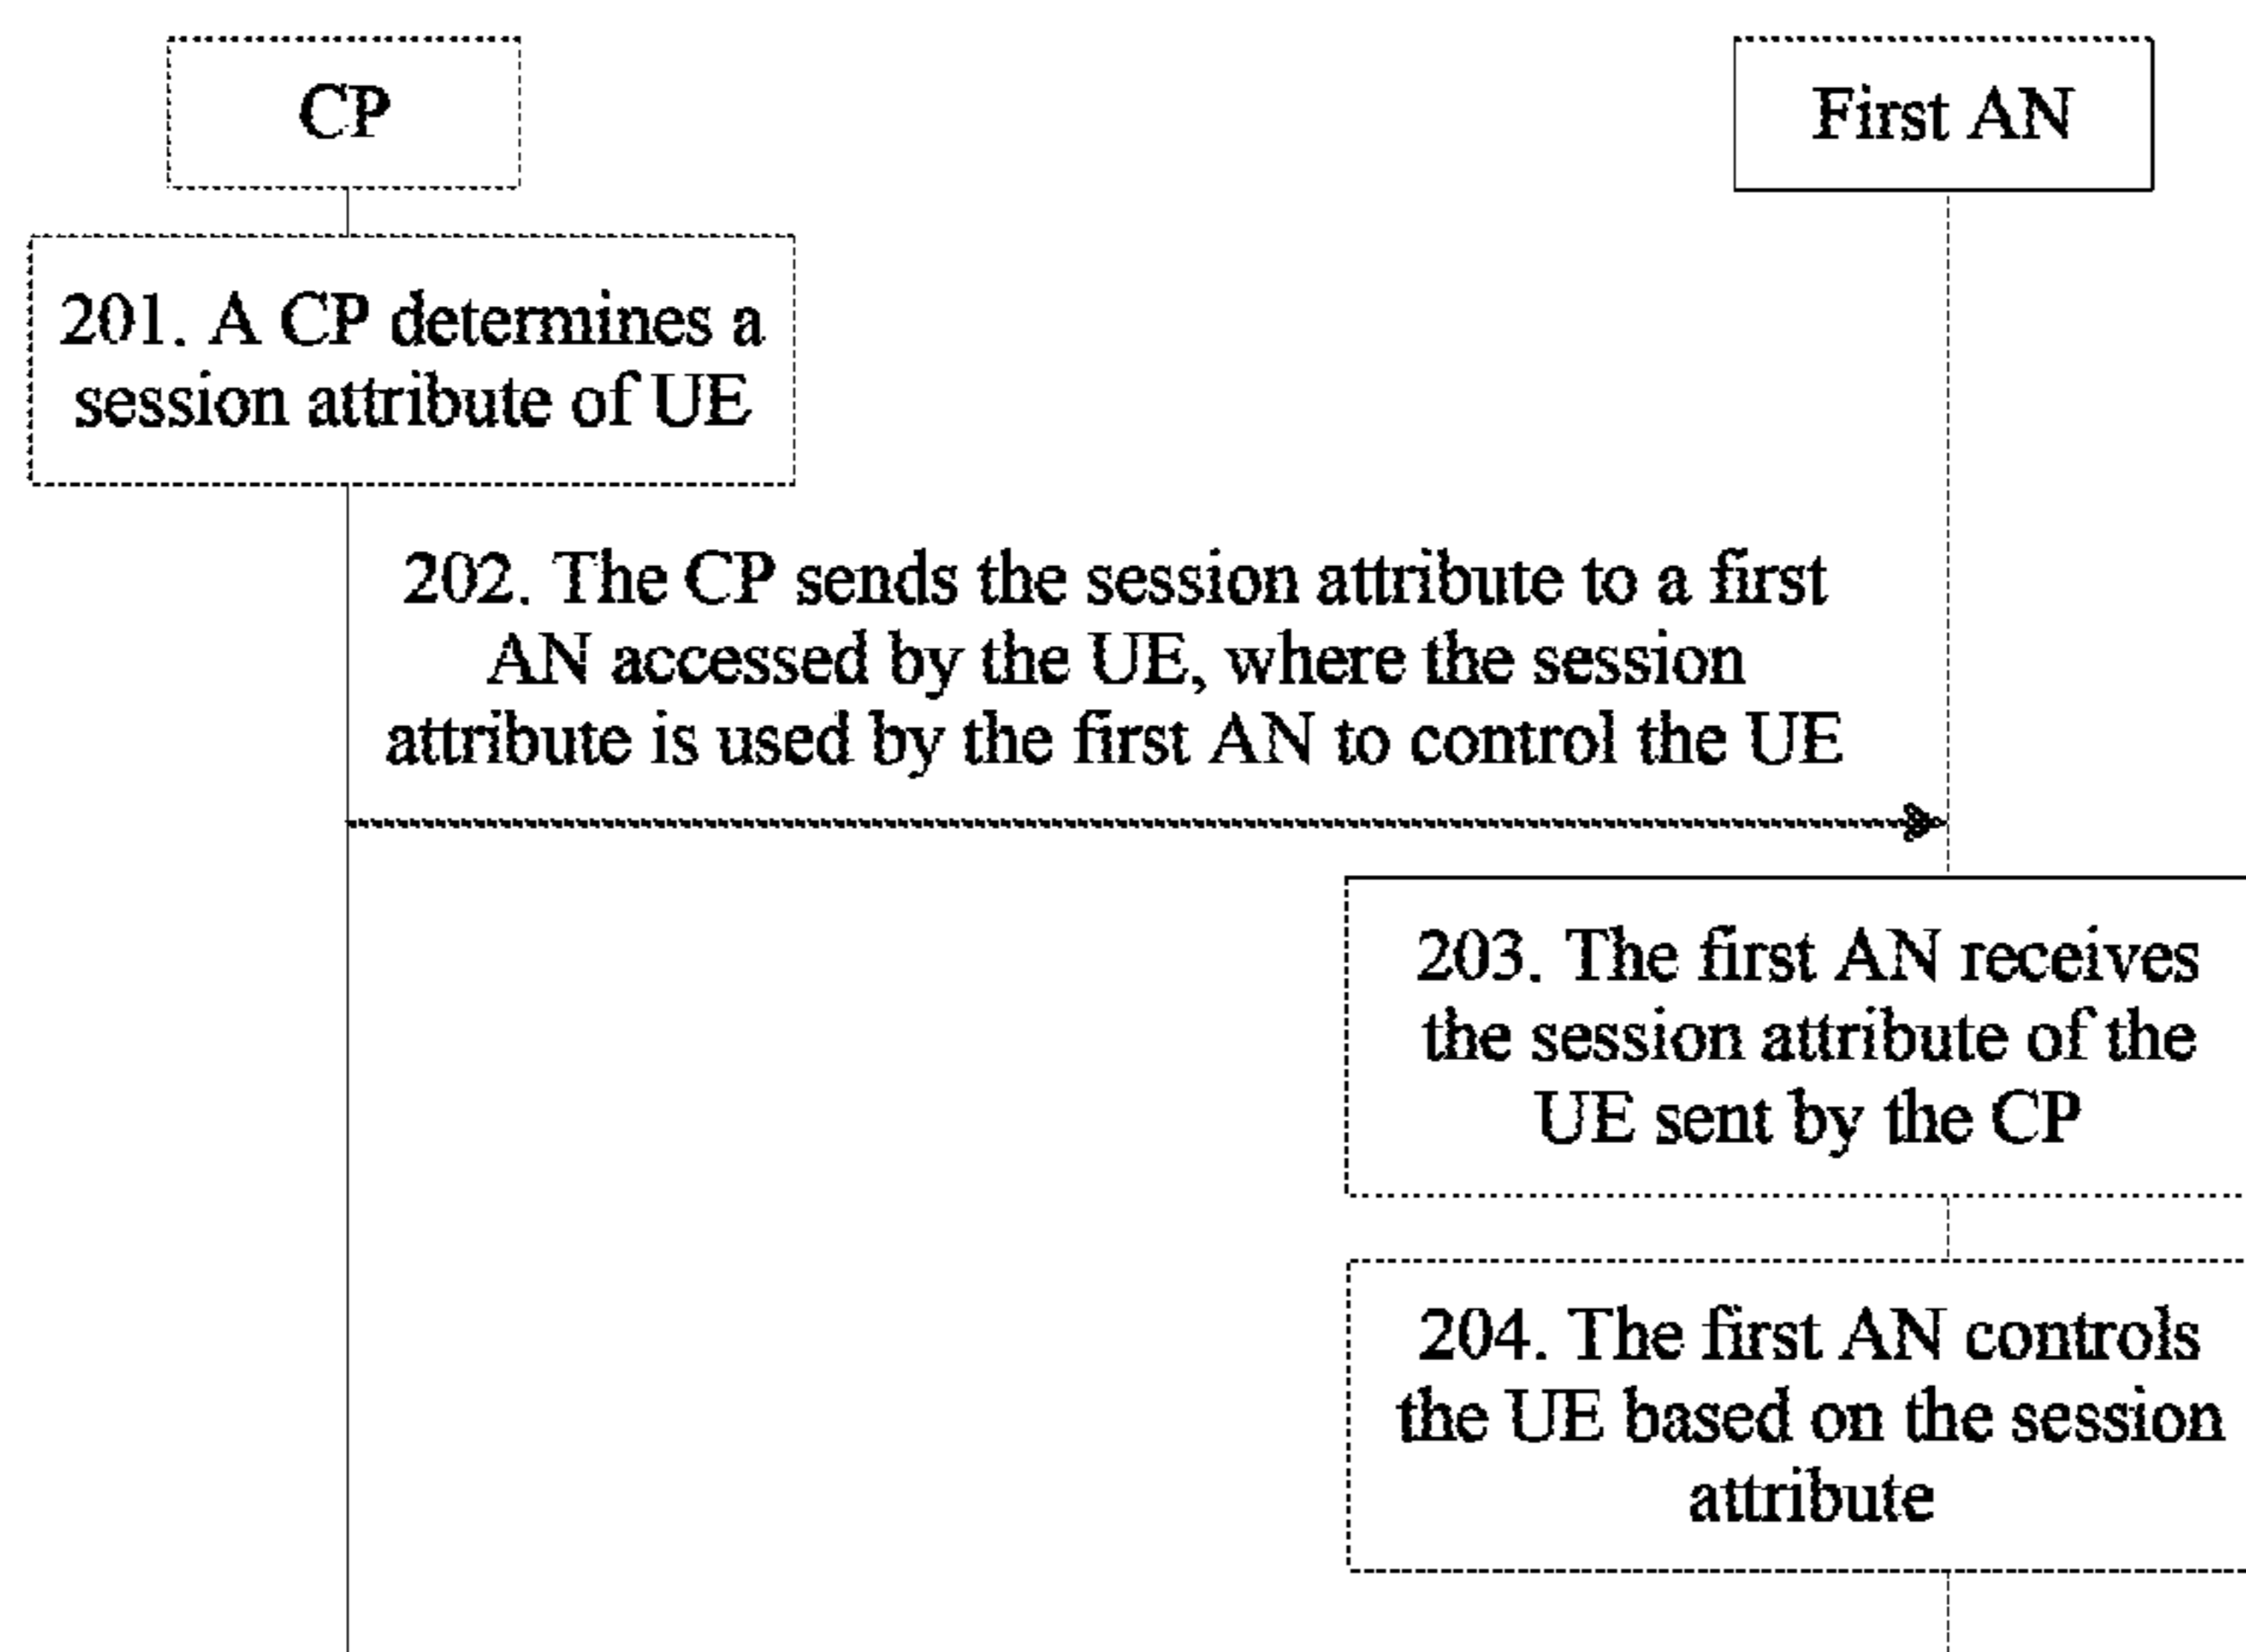 CP
First AN
201. A CP determines a
session attribute of UE
202. The CP sends the session attribute to a first
AN accessed by the UE, where the session
attribute is used by the first AN to control the UE
203. The first AN receives
the session attribute of the
UE sent by the CP
204. The first AN controls
the UE based on the session
attribute